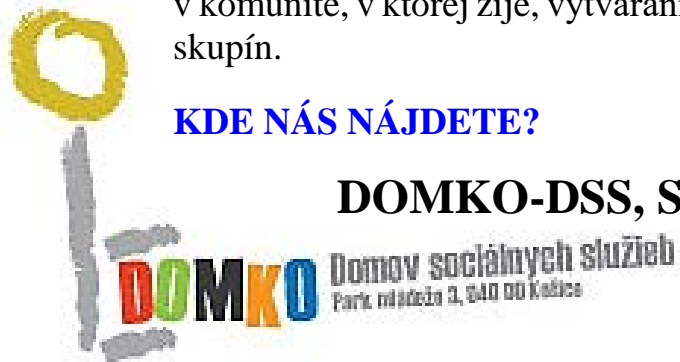 v komunite, v ktorej žije, vytváraní
skupín.
KDE NÁS NÁJDETE?
DOMKO-DSS, S
DOMKO Domov sociálnych služieb
Park mládeže 3, 040 00 Košice